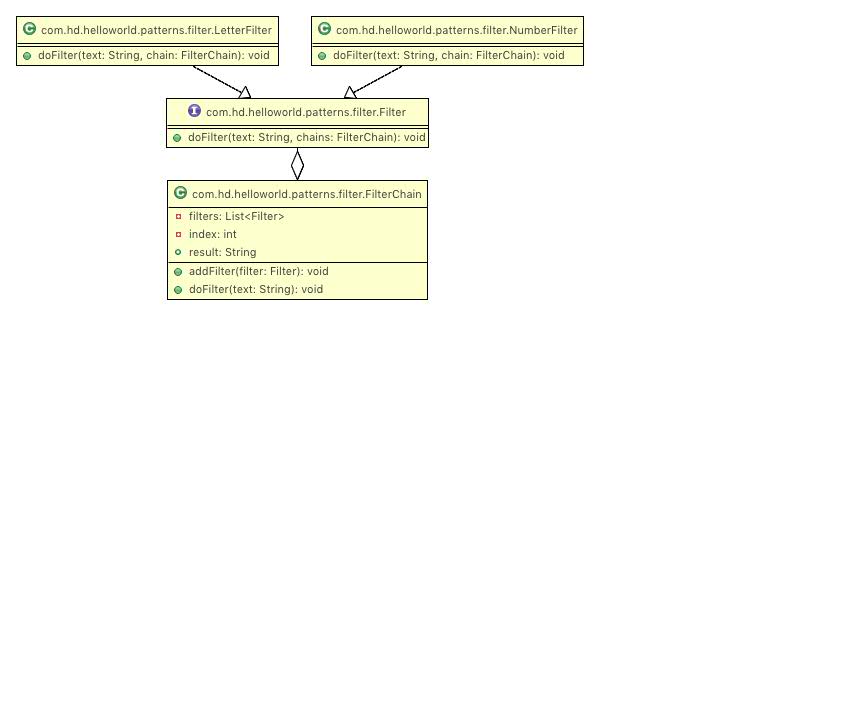 C com.hd.helloworld.patterns.filter.LetterFilter
doFilter(text: String, chain: FilterChain): void
C com.hd.helloworld.patterns.filter.NumberFilter
doFilter(text: String, chain: FilterChain): void
I com.hd.helloworld.patterns.filter.Filter
doFilter(text: String, chains: FilterChain): void
C com.hd.helloworld.patterns.filter.FilterChain
filters: List<Filter>
index: int
result: String
addFilter(filter: Filter): void
doFilter(text: String): void